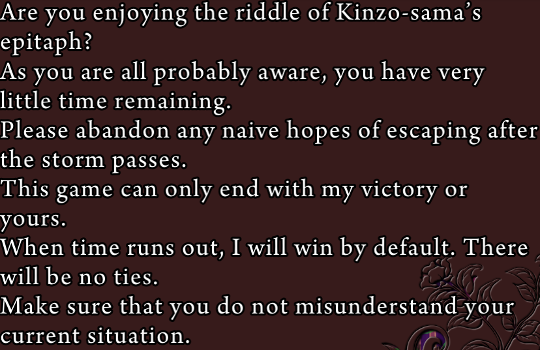 Are you enjoying the riddle of Kinzo-sama’s
epitaph?
As you are all probably aware, you have very
little time remaining.
Please abandon any naive hopes of escaping after
the storm passes.
This game can only end with my victory or
yours.
When time runs out, I will win by default. There
will be no ties.
Make sure that you do not misunderstand your
current situation.